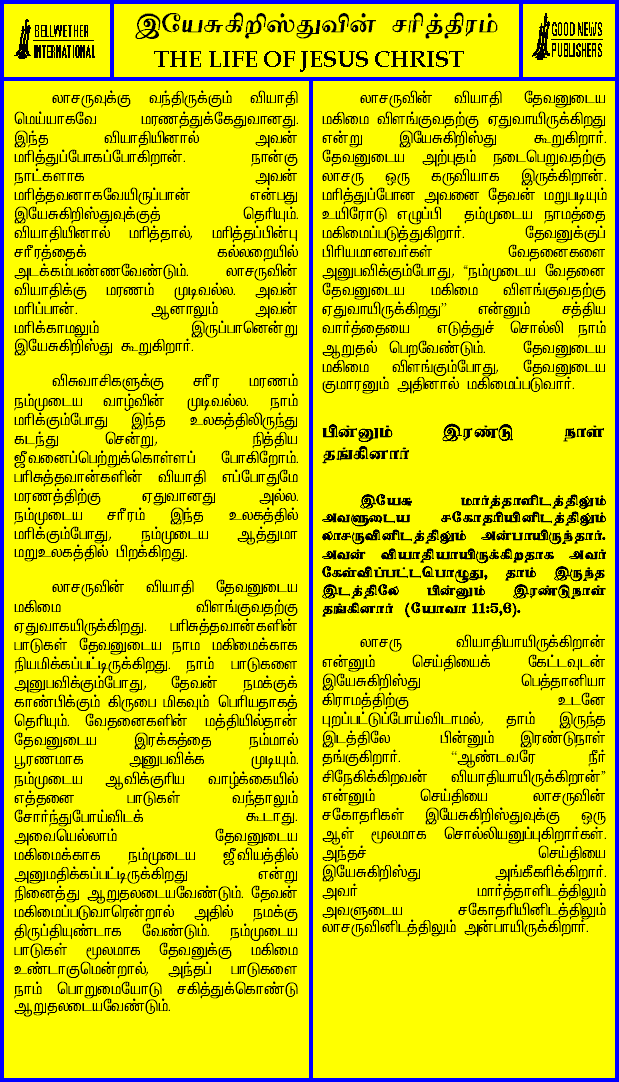 BELLWETHER
INTERNATIONAL
இயேசுகிறிஸ்துவின் சரித்திரம்
THE LIFE OF JESUS CHRIST
GOOD NEWS
PUBLISHERS
லாசருவுக்கு வந்திருக்கும் வியாதி
மெய்யாகவே மரணத்துக்கேதுவானது.
இந்த வியாதியினால் அவன்
மரித்துப்போகப்போகிறான். நான்கு
நாட்களாக அவன்
மரித்தவனாகவேயிருப்பான் என்பது
இயேசுகிறிஸ்துவுக்குத் தெரியும்.
வியாதியினால் மரித்தால், மரித்தப்பின்பு
சரீரத்தைக் கல்லறையில்
அடக்கம்பண்ணவேண்டும். லாசருவின்
வியாதிக்கு மரணம் முடிவல்ல. அவன்
மரிப்பான். ஆனாலும் அவன்
மரிக்காமலும் இருப்பானென்று
இயேசுகிறிஸ்து கூறுகிறார்.
விசுவாசிகளுக்கு சரீர மரணம்
நம்முடைய வாழ்வின் முடிவல்ல. நாம்
மரிக்கும்போது இந்த உலகத்திலிருந்து
கடந்து சென்று, நித்திய
ஜீவனைப்பெற்றுக்கொள்ளப் போகிறோம்.
பரிசுத்தவான்களின் வியாதி எப்போதுமே
மரணத்திற்கு ஏதுவானது அல்ல.
நம்முடைய சரீரம் இந்த உலகத்தில்
மரிக்கும்போது, நம்முடைய ஆத்துமா
மறுஉலகத்தில் பிறக்கிறது.
லாசருவின் வியாதி தேவனுடைய
மகிமை விளங்குவதற்கு
ஏதுவாகயிருக்கிறது. பரிசுத்தவான்களின்
பாடுகள் தேவனுடைய நாம மகிமைக்காக
நியமிக்கப்பட்டிருக்கிறது. நாம் பாடுகளை
அனுபவிக்கும்போது, தேவன் நமக்குக்
காண்பிக்கும் கிருபை மிகவும் பெரியதாகத்
தெரியும். வேதனைகளின் மத்தியில்தான்
தேவனுடைய இரக்கத்தை நம்மால்
பூரணமாக அனுபவிக்க முடியும்.
நம்முடைய ஆவிக்குரிய வாழ்க்கையில்
எத்தனை பாடுகள் வந்தாலும்
சோர்ந்துபோய்விடக் கூடாது.
அவையெல்லாம் தேவனுடைய
மகிமைக்காக நம்முடைய ஜீவியத்தில்
அனுமதிக்கப்பட்டிருக்கிறது என்று
நினைத்து ஆறுதலடையவேண்டும். தேவன்
மகிமைப்படுவாரென்றால் அதில் நமக்கு
திருப்தியுண்டாக வேண்டும். நம்முடைய
பாடுகள் மூலமாக தேவனுக்கு மகிமை
உண்டாகுமென்றால், அந்தப் பாடுகளை
நாம் பொறுமையோடு சகித்துக்கொண்டு
ஆறுதலடையவேண்டும்.
லாசருவின் வியாதி தேவனுடைய
மகிமை விளங்குவதற்கு ஏதுவாயிருக்கிறது
என்று இயேசுகிறிஸ்து கூறுகிறார்.
தேவனுடைய அற்புதம் நடைபெறுவதற்கு
லாசரு ஒரு கருவியாக இருக்கிறான்.
மரித்துப்போன அவனை தேவன் மறுபடியும்
உயிரோடு எழுப்பி தம்முடைய நாமத்தை
மகிமைப்படுத்துகிறார். தேவனுக்குப்
பிரியமானவர்கள் வேதனைகளை
அனுபவிக்கும்போது, "நம்முடைய வேதனை
தேவனுடைய மகிமை விளங்குவதற்கு
ஏதுவாயிருக்கிறது" என்னும் சத்திய
வார்த்தையை எடுத்துச் சொல்லி நாம்
ஆறுதல் பெறவேண்டும். தேவனுடைய
மகிமை விளங்கும்போது, தேவனுடைய
குமாரனும் அதினால் மகிமைப்படுவார்.
பின்னும் இரண்டு நாள்
தங்கினார்
இயேசு மார்த்தாளிடத்திலும்
அவளுடைய சகோதரியினிடத்திலும்
லாசருவினிடத்திலும் அன்பாயிருந்தார்.
அவன் வியாதியாயிருக்கிறதாக அவர்
கேள்விப்பட்டபொழுது, தாம் இருந்த
இடத்திலே பின்னும் இரண்டுநாள்
தங்கினார் (யோவா 11:5,6).
லாசரு வியாதியாயிருக்கிறான்
என்னும் செய்தியைக் கேட்டவுடன்
இயேசுகிறிஸ்து பெத்தானியா
கிராமத்திற்கு உடனே
புறப்பட்டுப்போய்விடாமல், தாம் இருந்த
இடத்திலே பின்னும் இரண்டுநாள்
தங்குகிறார். "ஆண்டவரே நீர்
சிநேகிக்கிறவன் வியாதியாயிருக்கிறான்"
என்னும் செய்தியை லாசருவின்
சகோதரிகள் இயேசுகிறிஸ்துவுக்கு ஒரு
ஆள் மூலமாக சொல்லியனுப்புகிறார்கள்.
அந்தச் செய்தியை
இயேசுகிறிஸ்து அங்கீகரிக்கிறார்.
அவர் மார்த்தாளிடத்திலும்
அவளுடைய சகோதரியினிடத்திலும்
லாசருவினிடத்திலும் அன்பாயிருக்கிறார்.